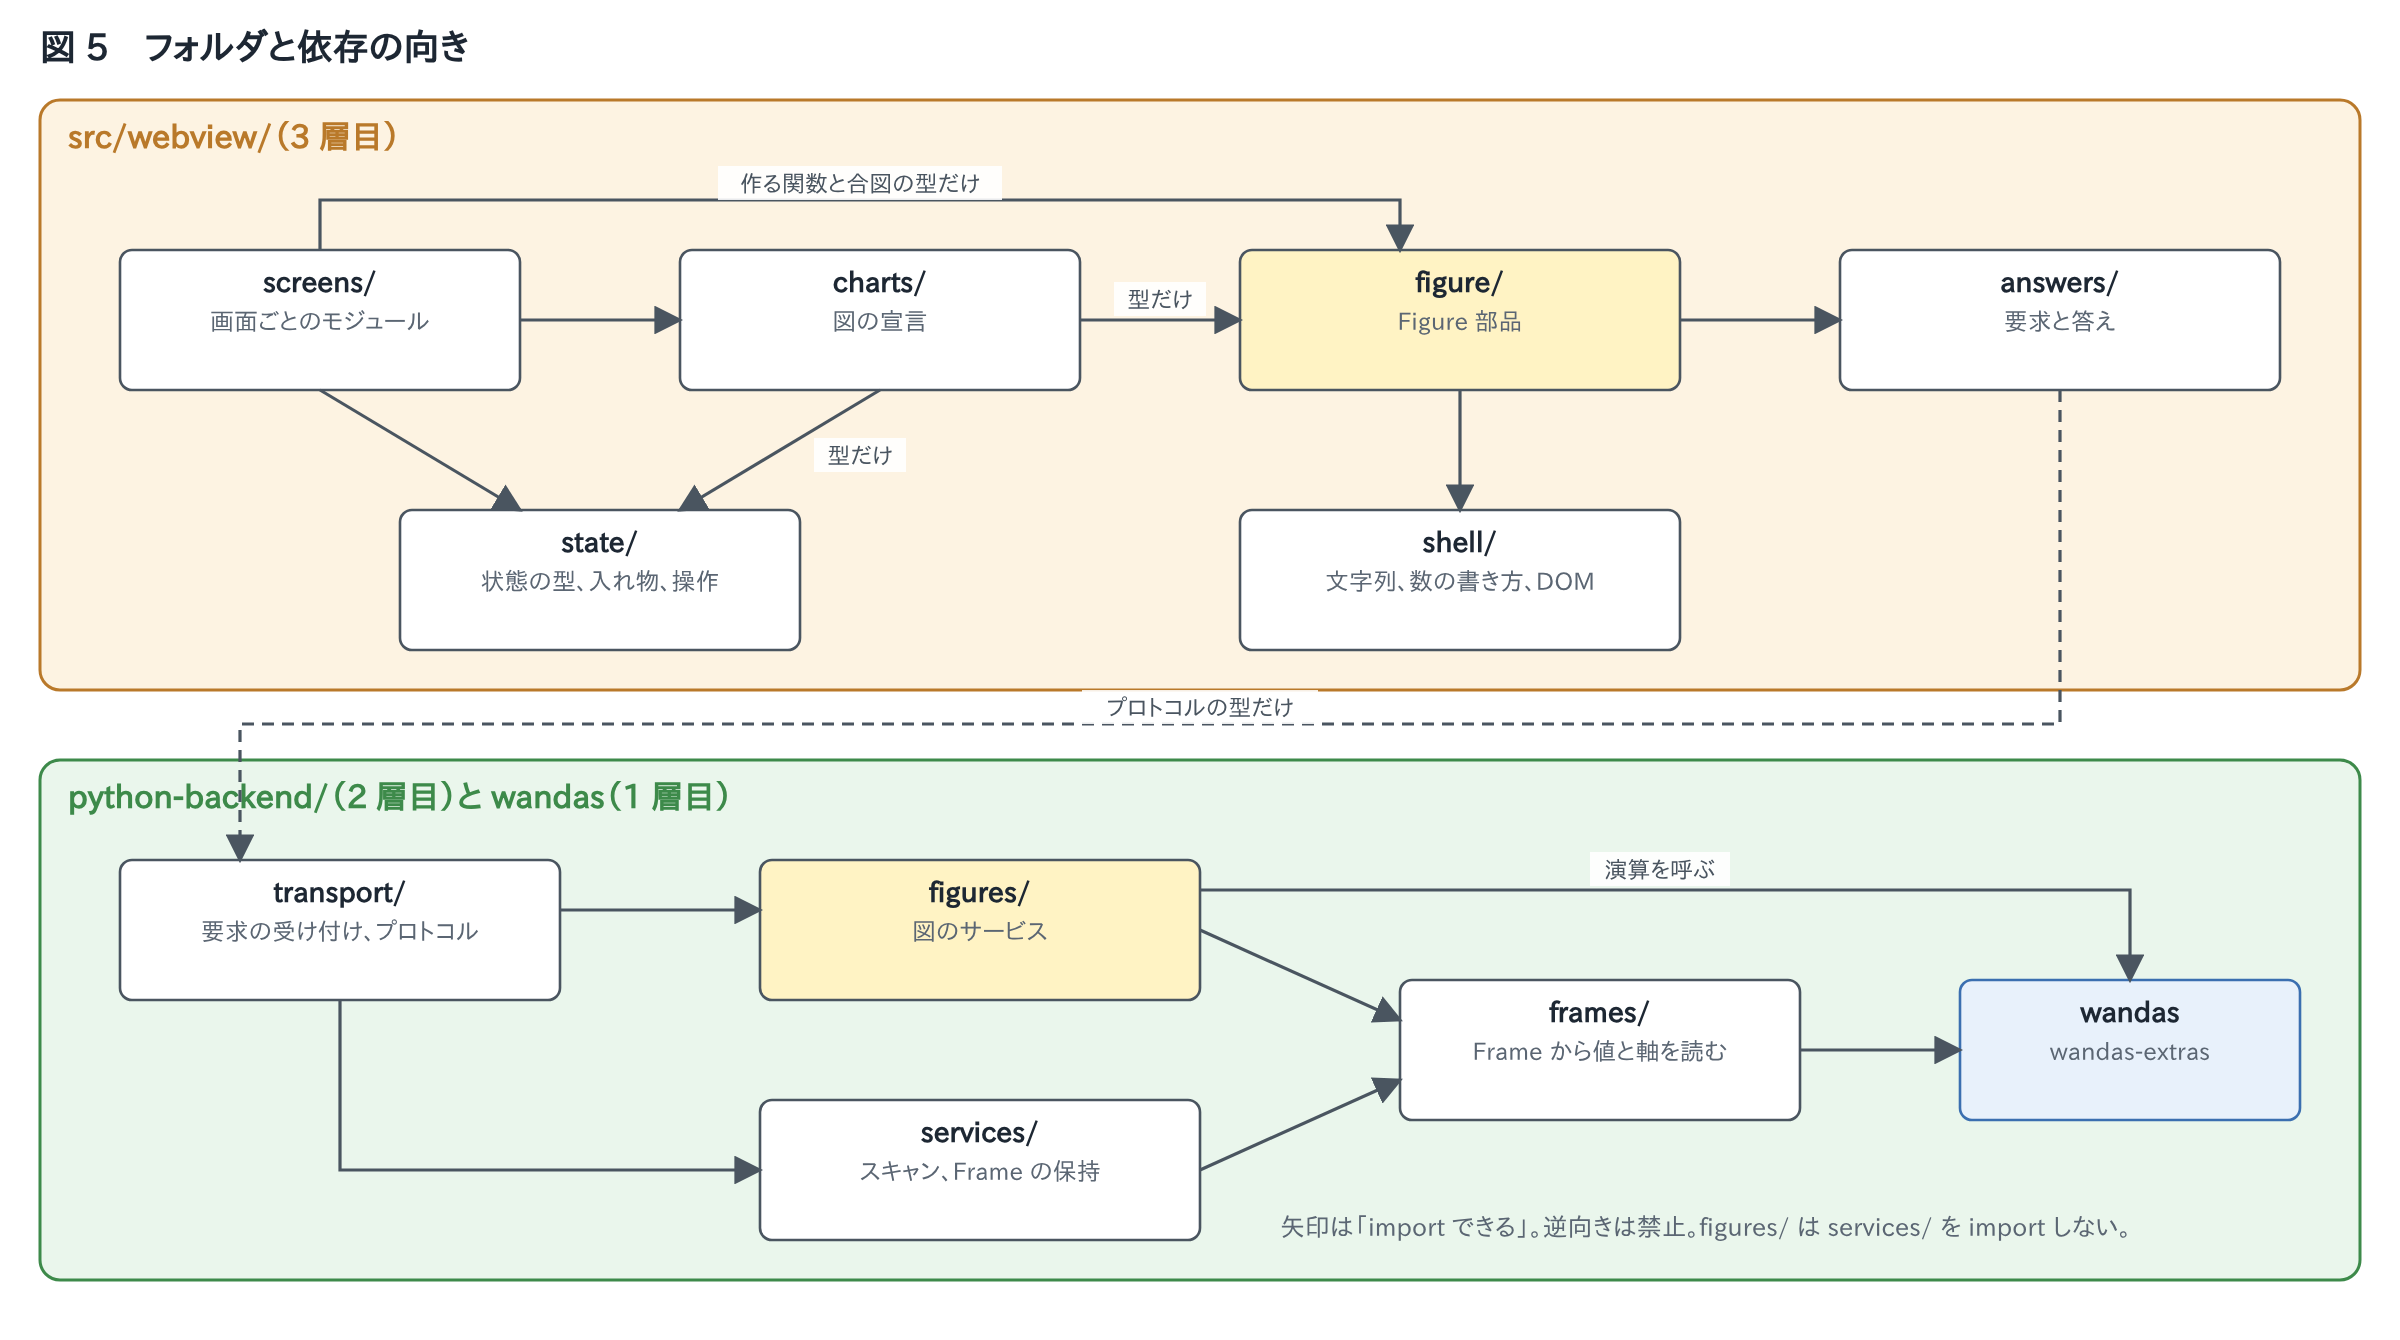 図 5　フォルダと依存の向き
src/webview/（3 層目）
作る関数と合図の型だけ
screens/
画面ごとのモジュール
charts/
図の宣言
型だけ
figure/
Figure 部品
answers/
要求と答え
型だけ
state/
状態の型、入れ物、操作
shell/
文字列、数の書き方、DOM
プロトコルの型だけ
python-backend/（2 層目）と wandas（1 層目）
transport/
要求の受け付け、プロトコル
figures/
図のサービス
演算を呼ぶ
frames/
Frame から値と軸を読む
wandas
wandas-extras
services/
スキャン、Frame の保持
矢印は「import できる」。逆向きは禁止。figures/ は services/ を import しない。